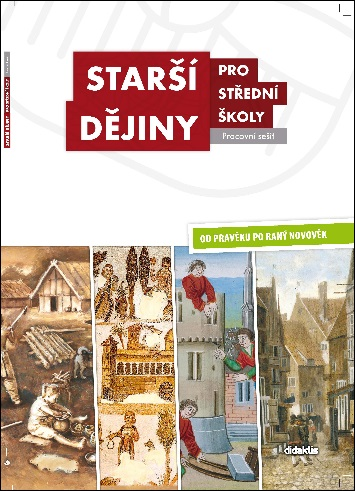 STARŠÍ
DĚJINY
PRO
STŘEDNÍ
ŠKOLY
Pracovní sešit
OD PRAVĚKU PO RANÝ NOVOVĚK
didaktis